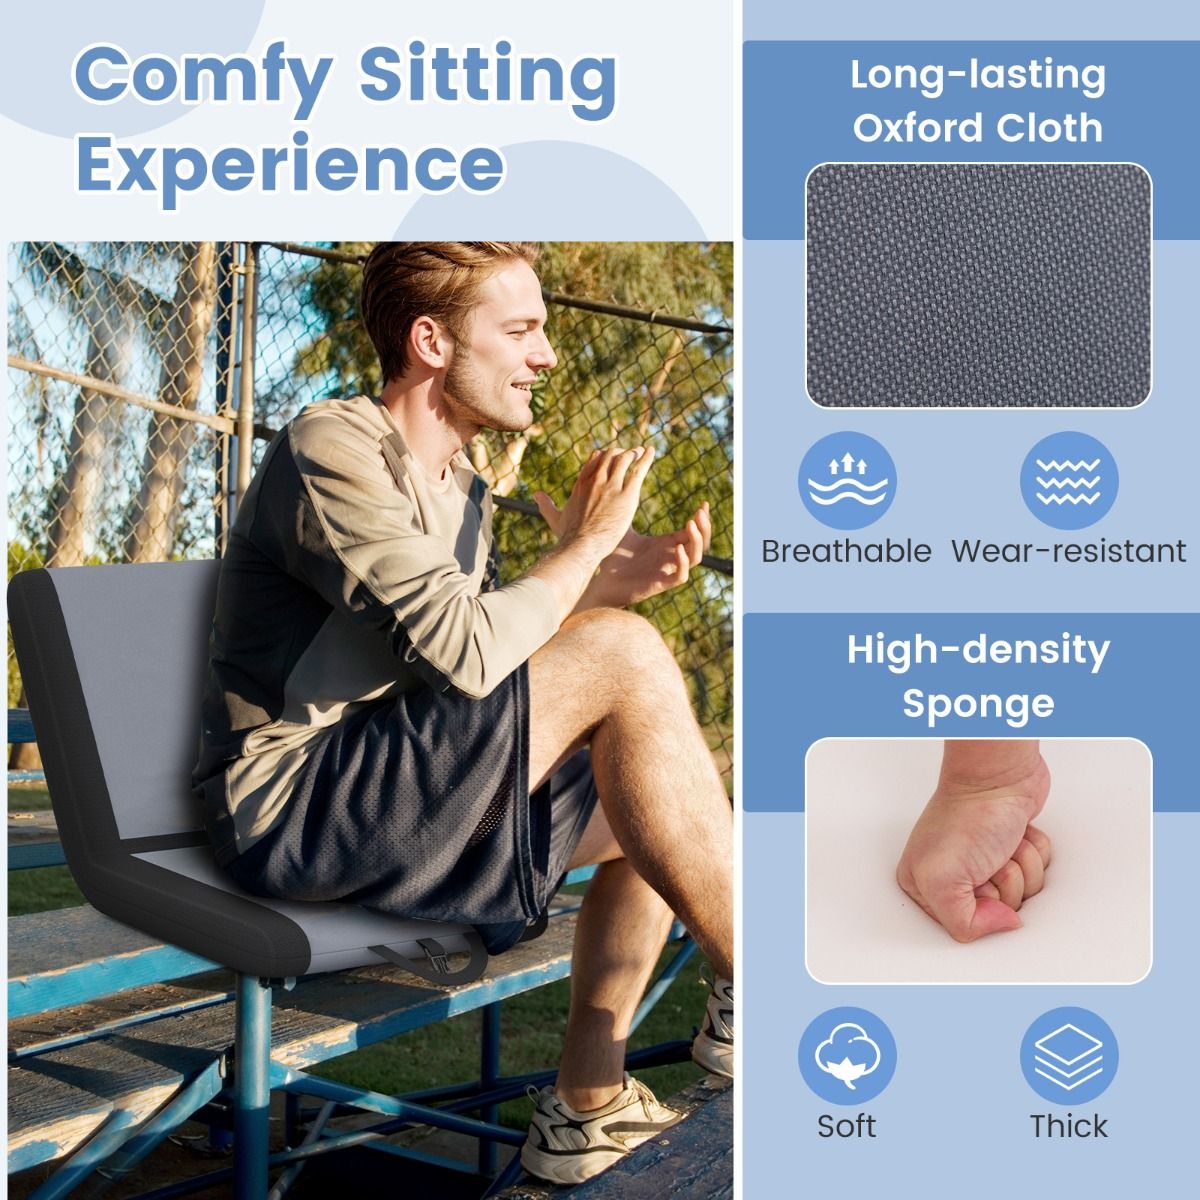 Comfy Sitting
Experience
Long-lasting
Oxford Cloth
Breathable
Wear-resistant
High-density
Sponge
Soft
Thick